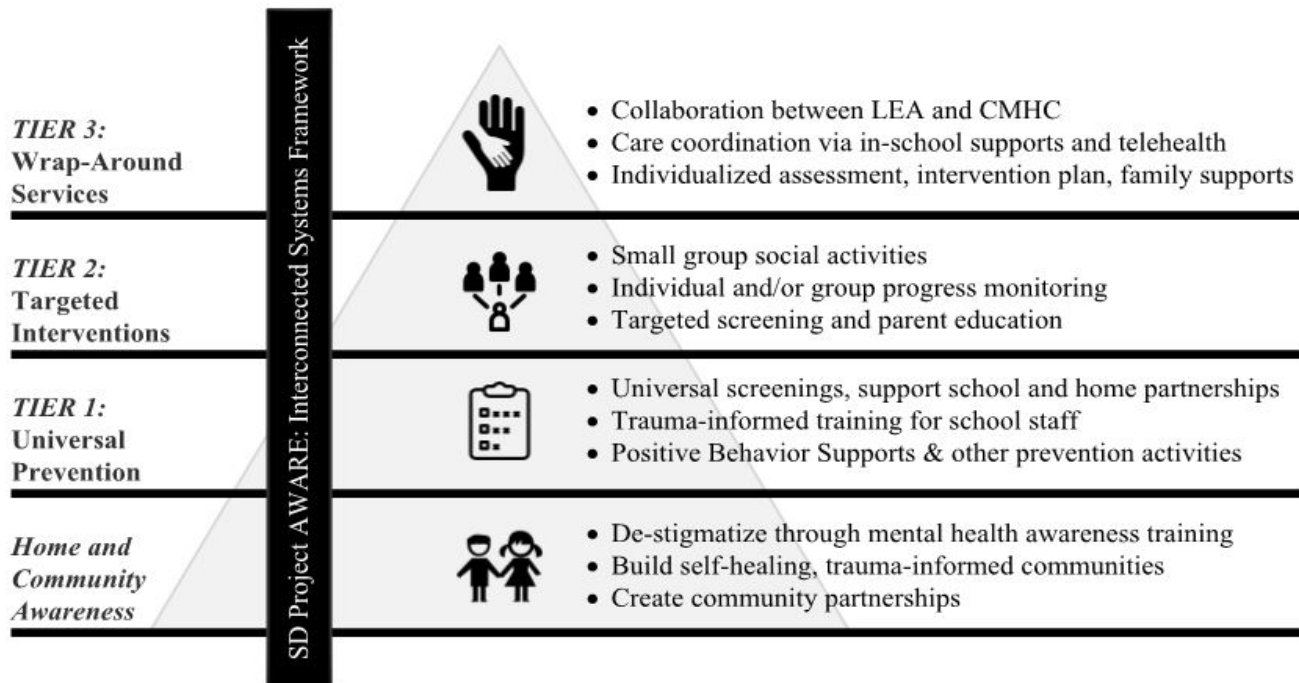 SD Project AWARE: Interconnected Systems Framework
TIER 3:
Wrap-Around
Services
• Collaboration between LEA and CMHC
• Care coordination via in-school supports and telehealth
• Individualized assessment, intervention plan, family supports
TIER 2:
Targeted
Interventions
• Small group social activities
• Individual and/or group progress monitoring
• Targeted screening and parent education
TIER 1:
Universal
Prevention
• Universal screenings, support school and home partnerships
• Trauma-informed training for school staff
• Positive Behavior Supports & other prevention activities
Home and
Community
Awareness
• De-stigmatize through mental health awareness training
• Build self-healing, trauma-informed communities
• Create community partnerships